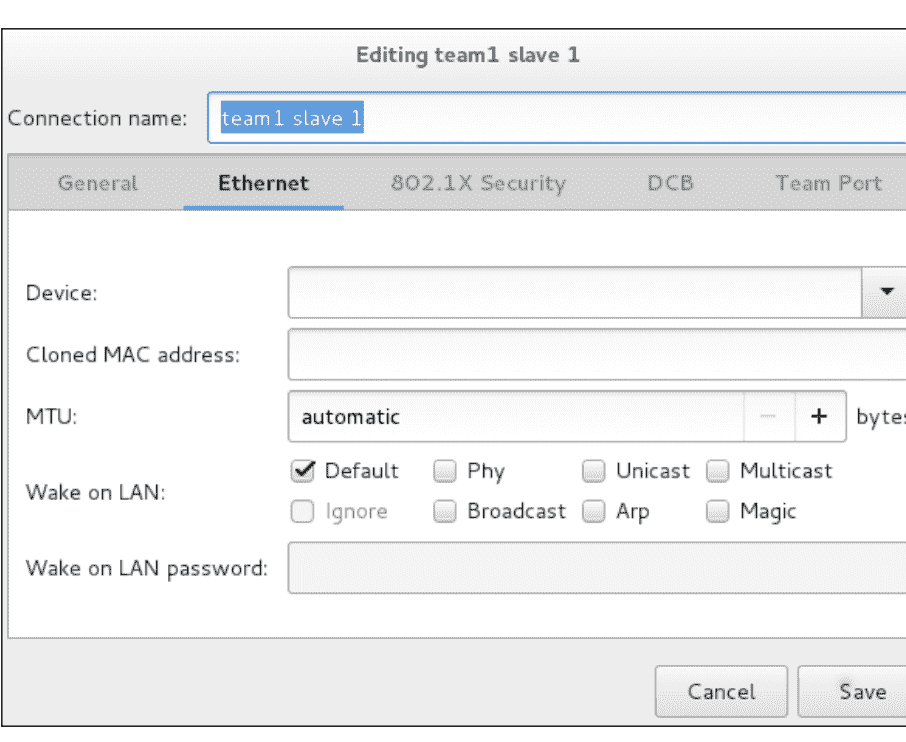 Editing team1 slave 1
Connection name: team1 slave 1
General Ethernet 802.1X Security DCB Team Port
Device:
Cloned MAC address:
MTU: automatic − + bytes
Wake on LAN:
Default Phy Unicast Multicast
Ignore Broadcast Arp Magic
Wake on LAN password:
Cancel Save